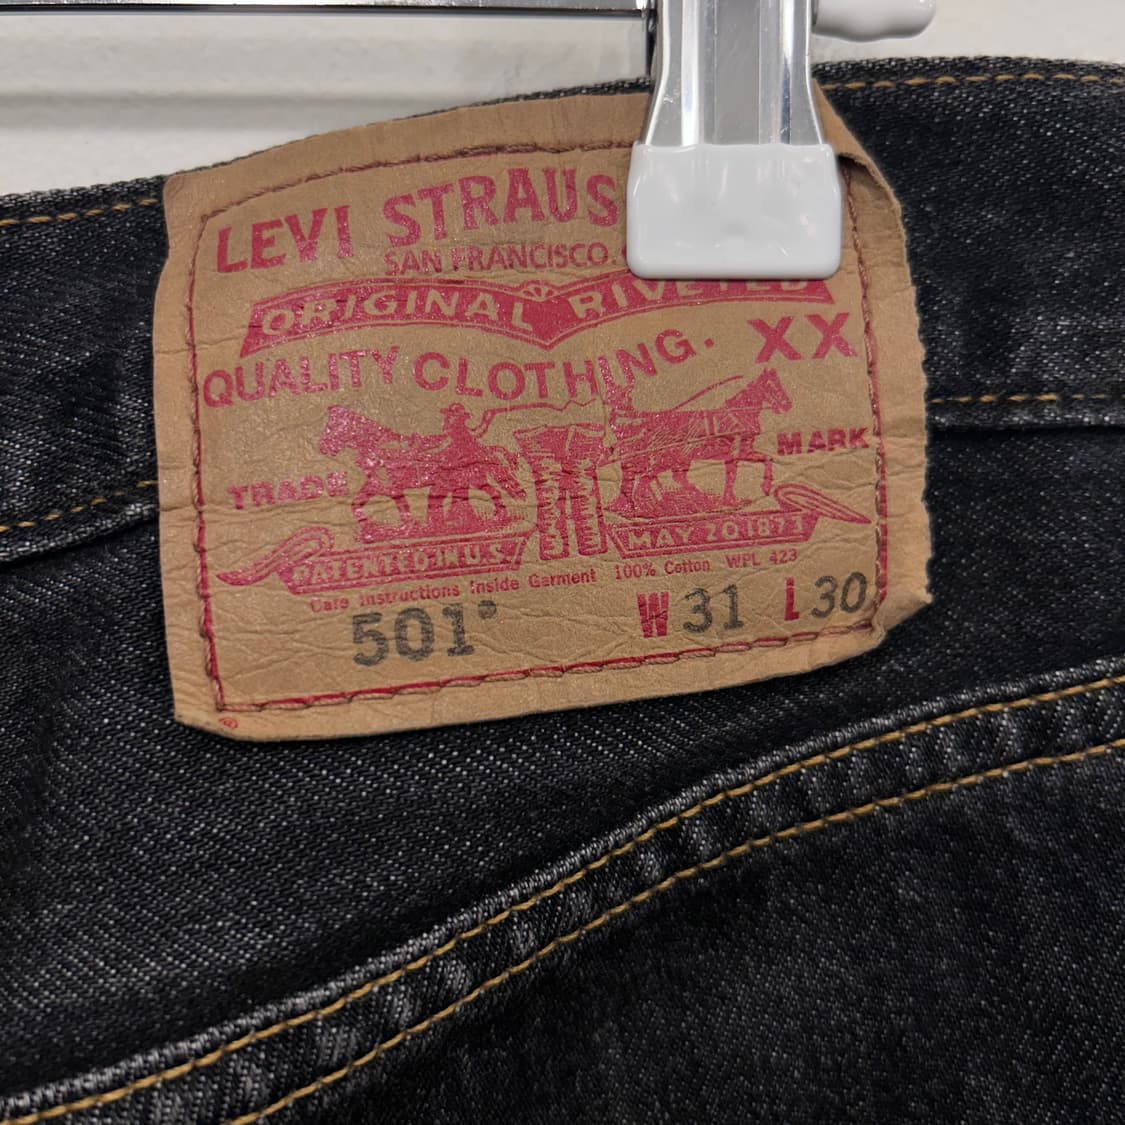 LEVI STRAUS
SAN FRANCISCO,
ORIGINAL RIVETED
QUALITY CLOTHING. XX
TRADE MARK
PATENTED IN U.S. MAY 20 1873
Care Instructions Inside Garment 100% Cotton WPL 423
501® W 31 L 30
®